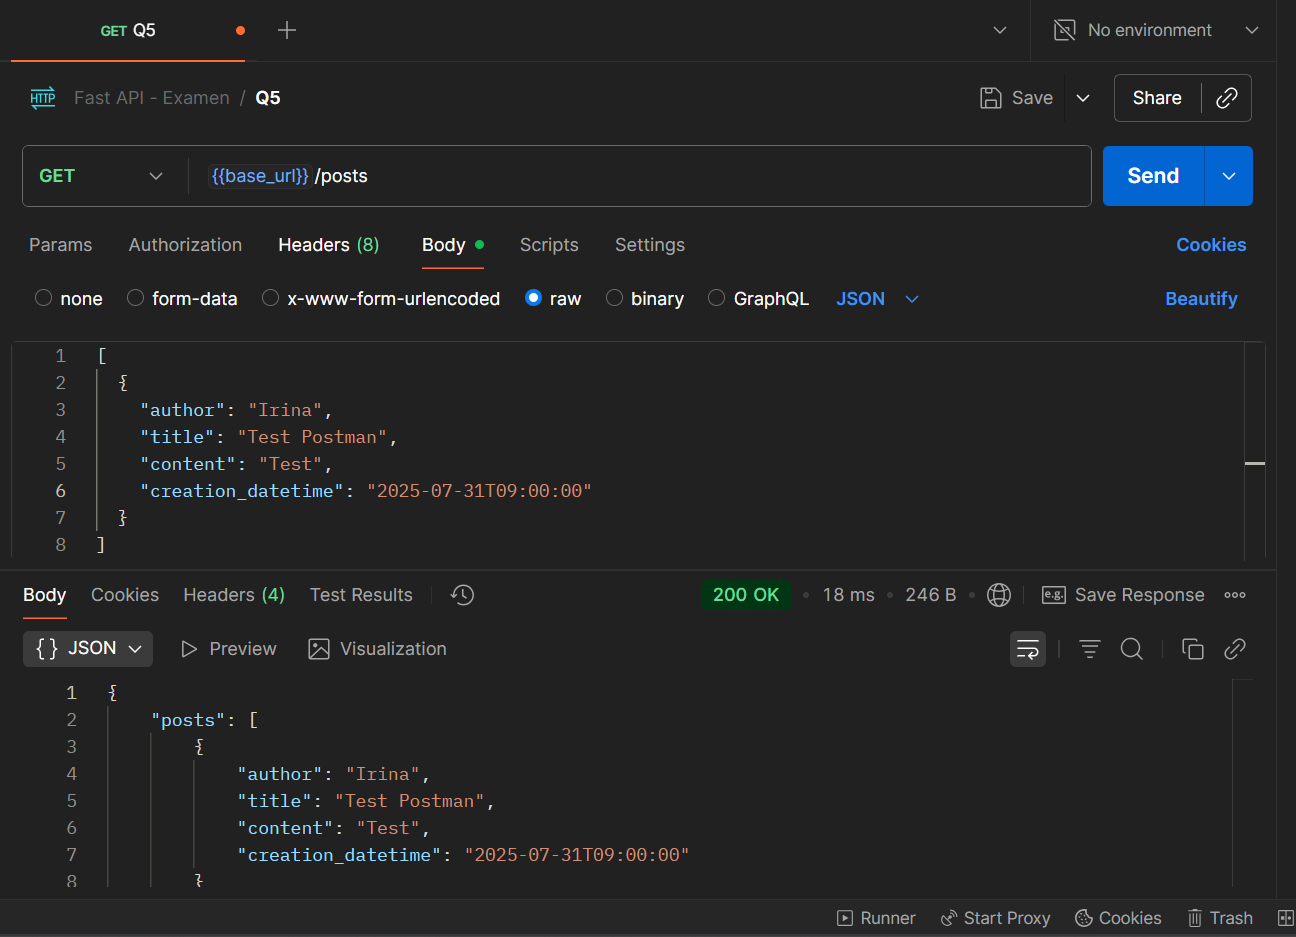 GET Q5
No environment
HTTP Fast API - Examen / Q5
Save
Share
GET
{{base_url}} /posts
Send
Params Authorization Headers (8) Body Scripts Settings Cookies
none form-data x-www-form-urlencoded raw binary GraphQL JSON Beautify
1 [
2 {
3 "author": "Irina",
4 "title": "Test Postman",
5 "content": "Test",
6 "creation_datetime": "2025-07-31T09:00:00"
7 }
8 ]
Body Cookies Headers (4) Test Results 200 OK • 18 ms • 246 B • e.g. Save Response
{} JSON Preview Visualization
1 {
2 "posts": [
3 {
4 "author": "Irina",
5 "title": "Test Postman",
6 "content": "Test",
7 "creation_datetime": "2025-07-31T09:00:00"
8 }
Runner Start Proxy Cookies Trash